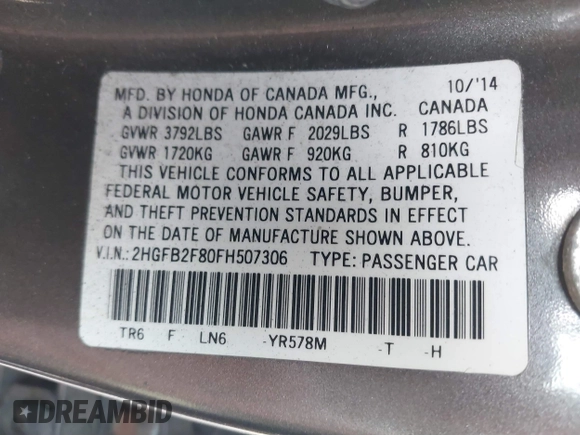 MFD. BY HONDA OF CANADA MFG., 10/'14
A DIVISION OF HONDA CANADA INC. CANADA
GVWR 3792LBS GAWR F 2029LBS R 1786LBS
GVWR 1720KG GAWR F 920KG R 810KG
THIS VEHICLE CONFORMS TO ALL APPLICABLE
FEDERAL MOTOR VEHICLE SAFETY, BUMPER,
AND THEFT PREVENTION STANDARDS IN EFFECT
ON THE DATE OF MANUFACTURE SHOWN ABOVE.
V.I.N.: 2HGFB2F80FH507306 TYPE: PASSENGER CAR
TR6 F LN6 -YR578M -T -H
DREAMBID